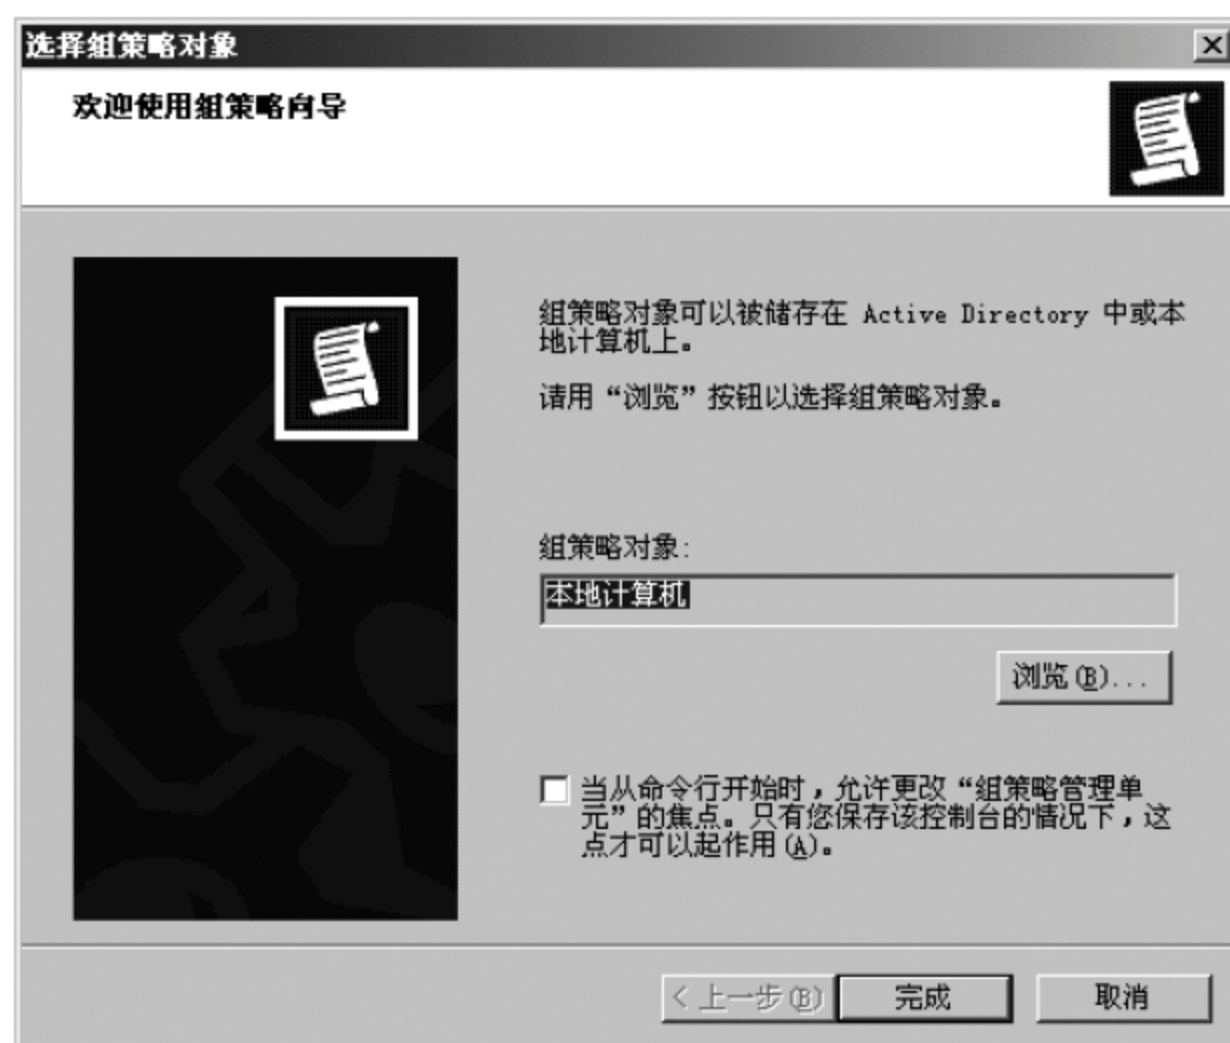 选择组策略对象
欢迎使用组策略向导
组策略对象可以被储存在 Active Directory 中或本
地计算机上。
请用“浏览”按钮以选择组策略对象。
组策略对象:
本地计算机
浏览(B)...
当从命令行开始时，允许更改“组策略管理单
元”的焦点。只有您保存该控制台的情况下，这
点才可以起作用(A)。
< 上一步(B)
完成
取消